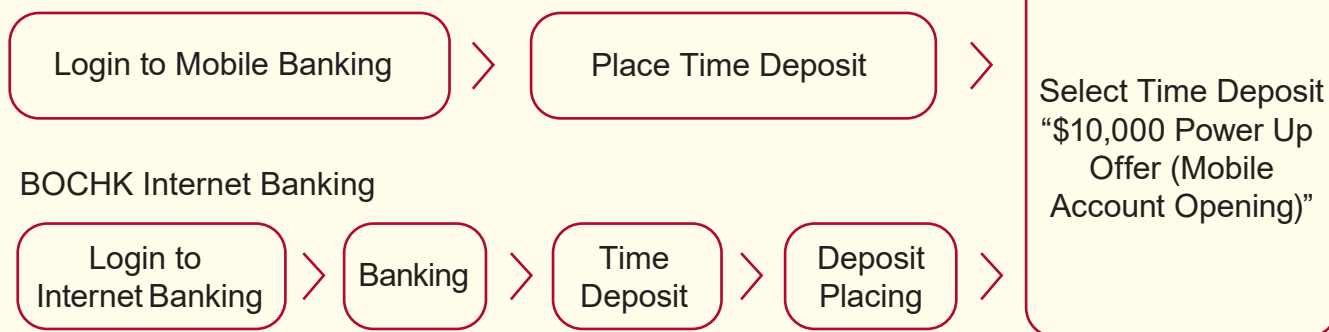 Login to Mobile Banking
Place Time Deposit
Select Time Deposit
“$10,000 Power Up
Offer (Mobile
Account Opening)”
BOCHK Internet Banking
Login to
Internet Banking
Banking
Time
Deposit
Deposit
Placing